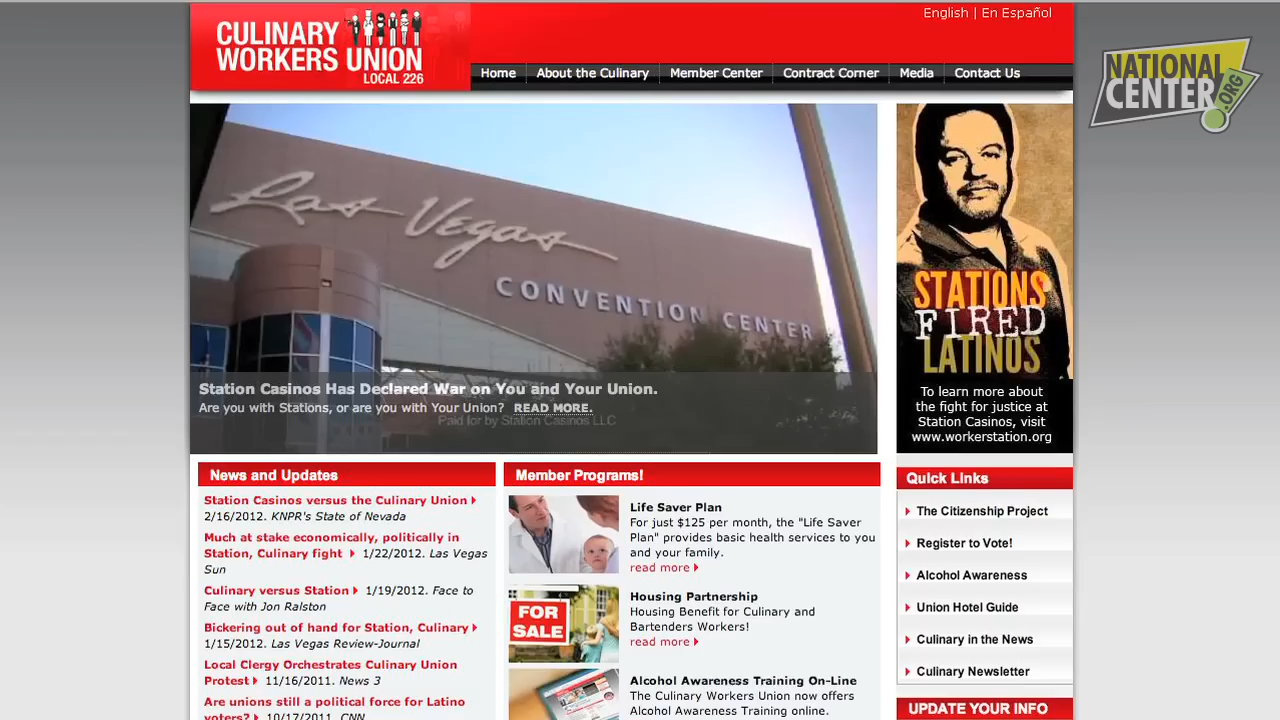 English | En Español
CULINARY
WORKERS UNION
LOCAL 226
Home
About the Culinary
Member Center
Contract Corner
Media
Contact Us
NATIONAL
CENTER
.ORG
Las Vegas
CONVENTION CENTER
Station Casinos Has Declared War on You and Your Union.
Are you with Stations, or are you with Your Union? READ MORE.
Paid for by Station Casinos LLC
STATIONS
FIRED
LATINOS
To learn more about
the fight for justice at
Station Casinos, visit
www.workerstation.org
News and Updates
Station Casinos versus the Culinary Union
2/16/2012. KNPR's State of Nevada
Much at stake economically, politically in
Station, Culinary fight 1/22/2012. Las Vegas
Sun
Culinary versus Station 1/19/2012. Face to
Face with Jon Ralston
Bickering out of hand for Station, Culinary
1/15/2012. Las Vegas Review-Journal
Local Clergy Orchestrates Culinary Union
Protest 11/16/2011. News 3
Are unions still a political force for Latino
voters? 10/17/2011. CNN
Member Programs!
Life Saver Plan
For just $125 per month, the "Life Saver
Plan" provides basic health services to you
and your family.
read more
FOR
SALE
Housing Partnership
Housing Benefit for Culinary and
Bartenders Workers!
read more
Alcohol Awareness Training On-Line
The Culinary Workers Union now offers
Alcohol Awareness Training online.
Quick Links
The Citizenship Project
Register to Vote!
Alcohol Awareness
Union Hotel Guide
Culinary in the News
Culinary Newsletter
UPDATE YOUR INFO